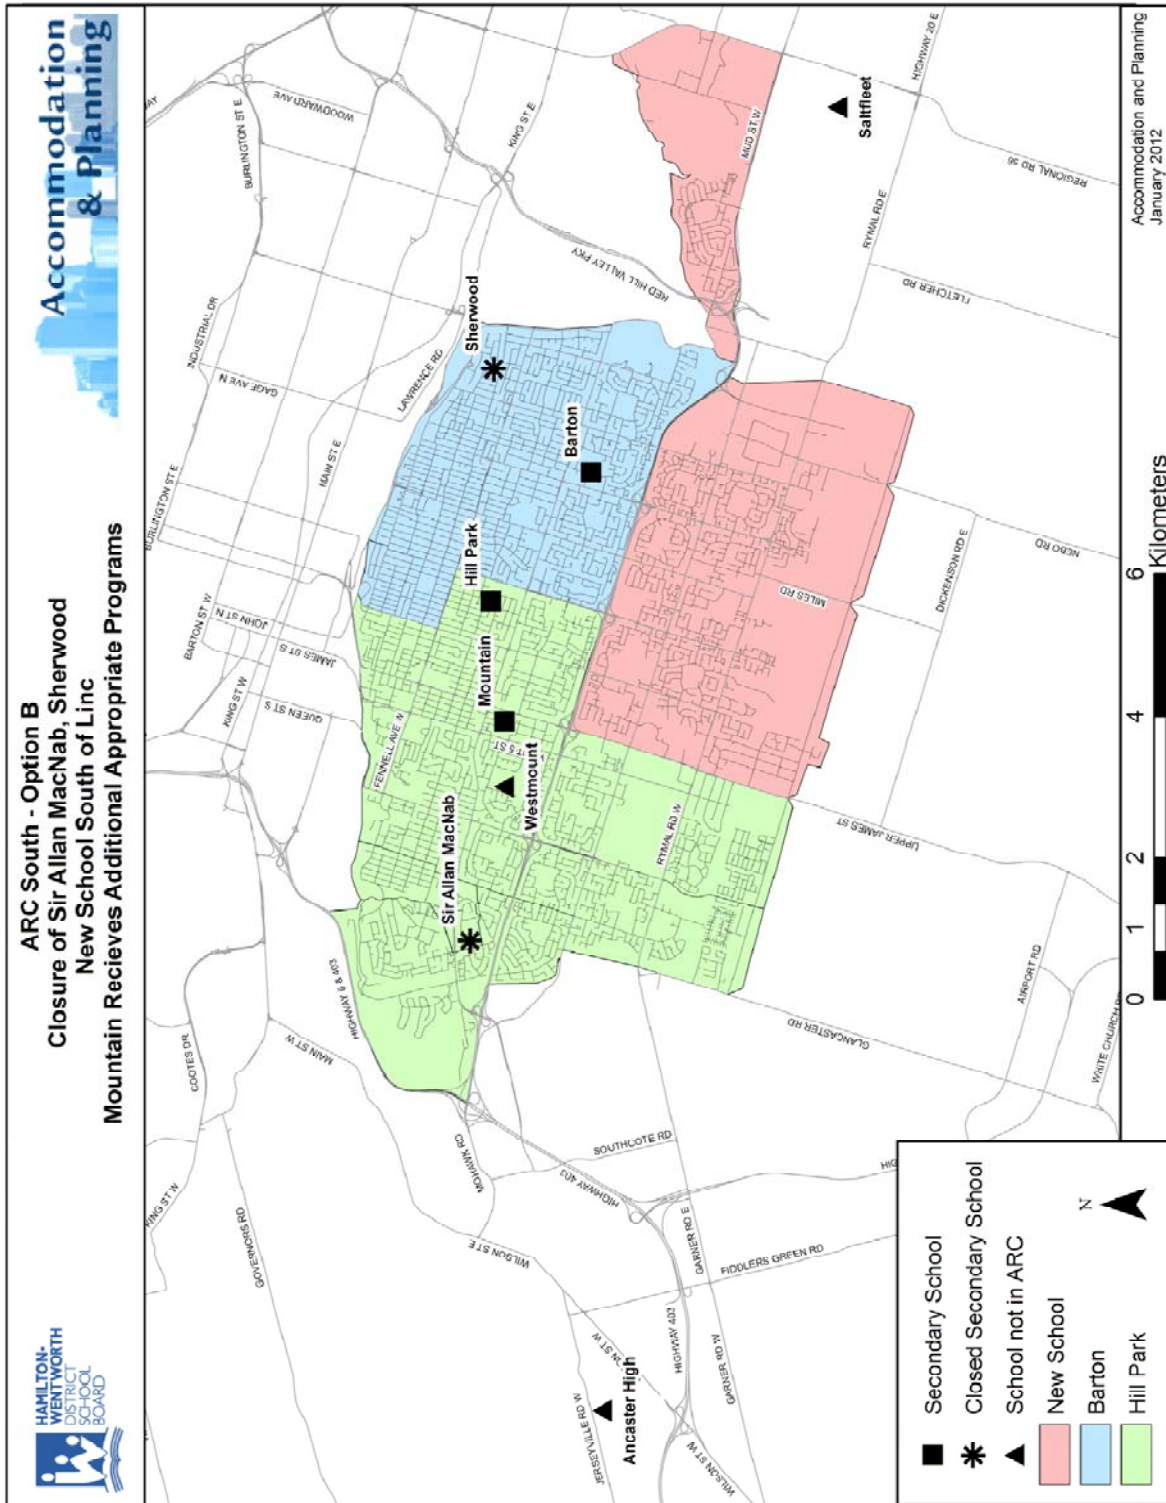 HAMILTON-
WENTWORTH
DISTRICT
SCHOOL
BOARD
ARC South - Option B
Closure of Sir Allan MacNab, Sherwood
New School South of Linc
Mountain Recieves Additional Appropriate Programs
Accommodation
& Planning
KING ST W
GOVERNORS RD
COOTES DR
MAIN ST W
HIGHWAY 6 & 403
KING ST W
QUEEN ST S
BARTON ST W
JOHN ST N
JAMES ST S
BURLINGTON ST E
MAIN ST E
GAGE AVE N
INDUSTRIAL DR
LAWRENCE RD
BURLINGTON ST E
WOODWARD AVE
KING ST E
FENNELL AVE W
Sir Allan MacNab
Westmount
Mountain
Hill Park
Barton
Sherwood
RED HILL VALLEY PKY
MUD ST W
Saltfleet
HIGHWAY 20 E
RYMAL RD E
REGIONAL RD 56
FLETCHER RD
NEBO RD
DICKENSON RD E
MILES RD
UPPER JAMES ST
RYMAL RD W
GLANCASTER RD
AIRPORT RD
WHITE CHURCH
MOHAWK RD
SOUTHCOTE RD
HIGHWAY 403
WILSON ST E
GARNER RD E
FIDDLERS GREEN RD
HIGHWAY 403
GARNER RD W
WILSON ST W
JERSEYVILLE RD W
Ancaster High
WILSON ST W
Secondary School
Closed Secondary School
School not in ARC
New School
Barton
Hill Park
N
0 1 2 4 6
Kilometers
Accommodation and Planning
January 2012